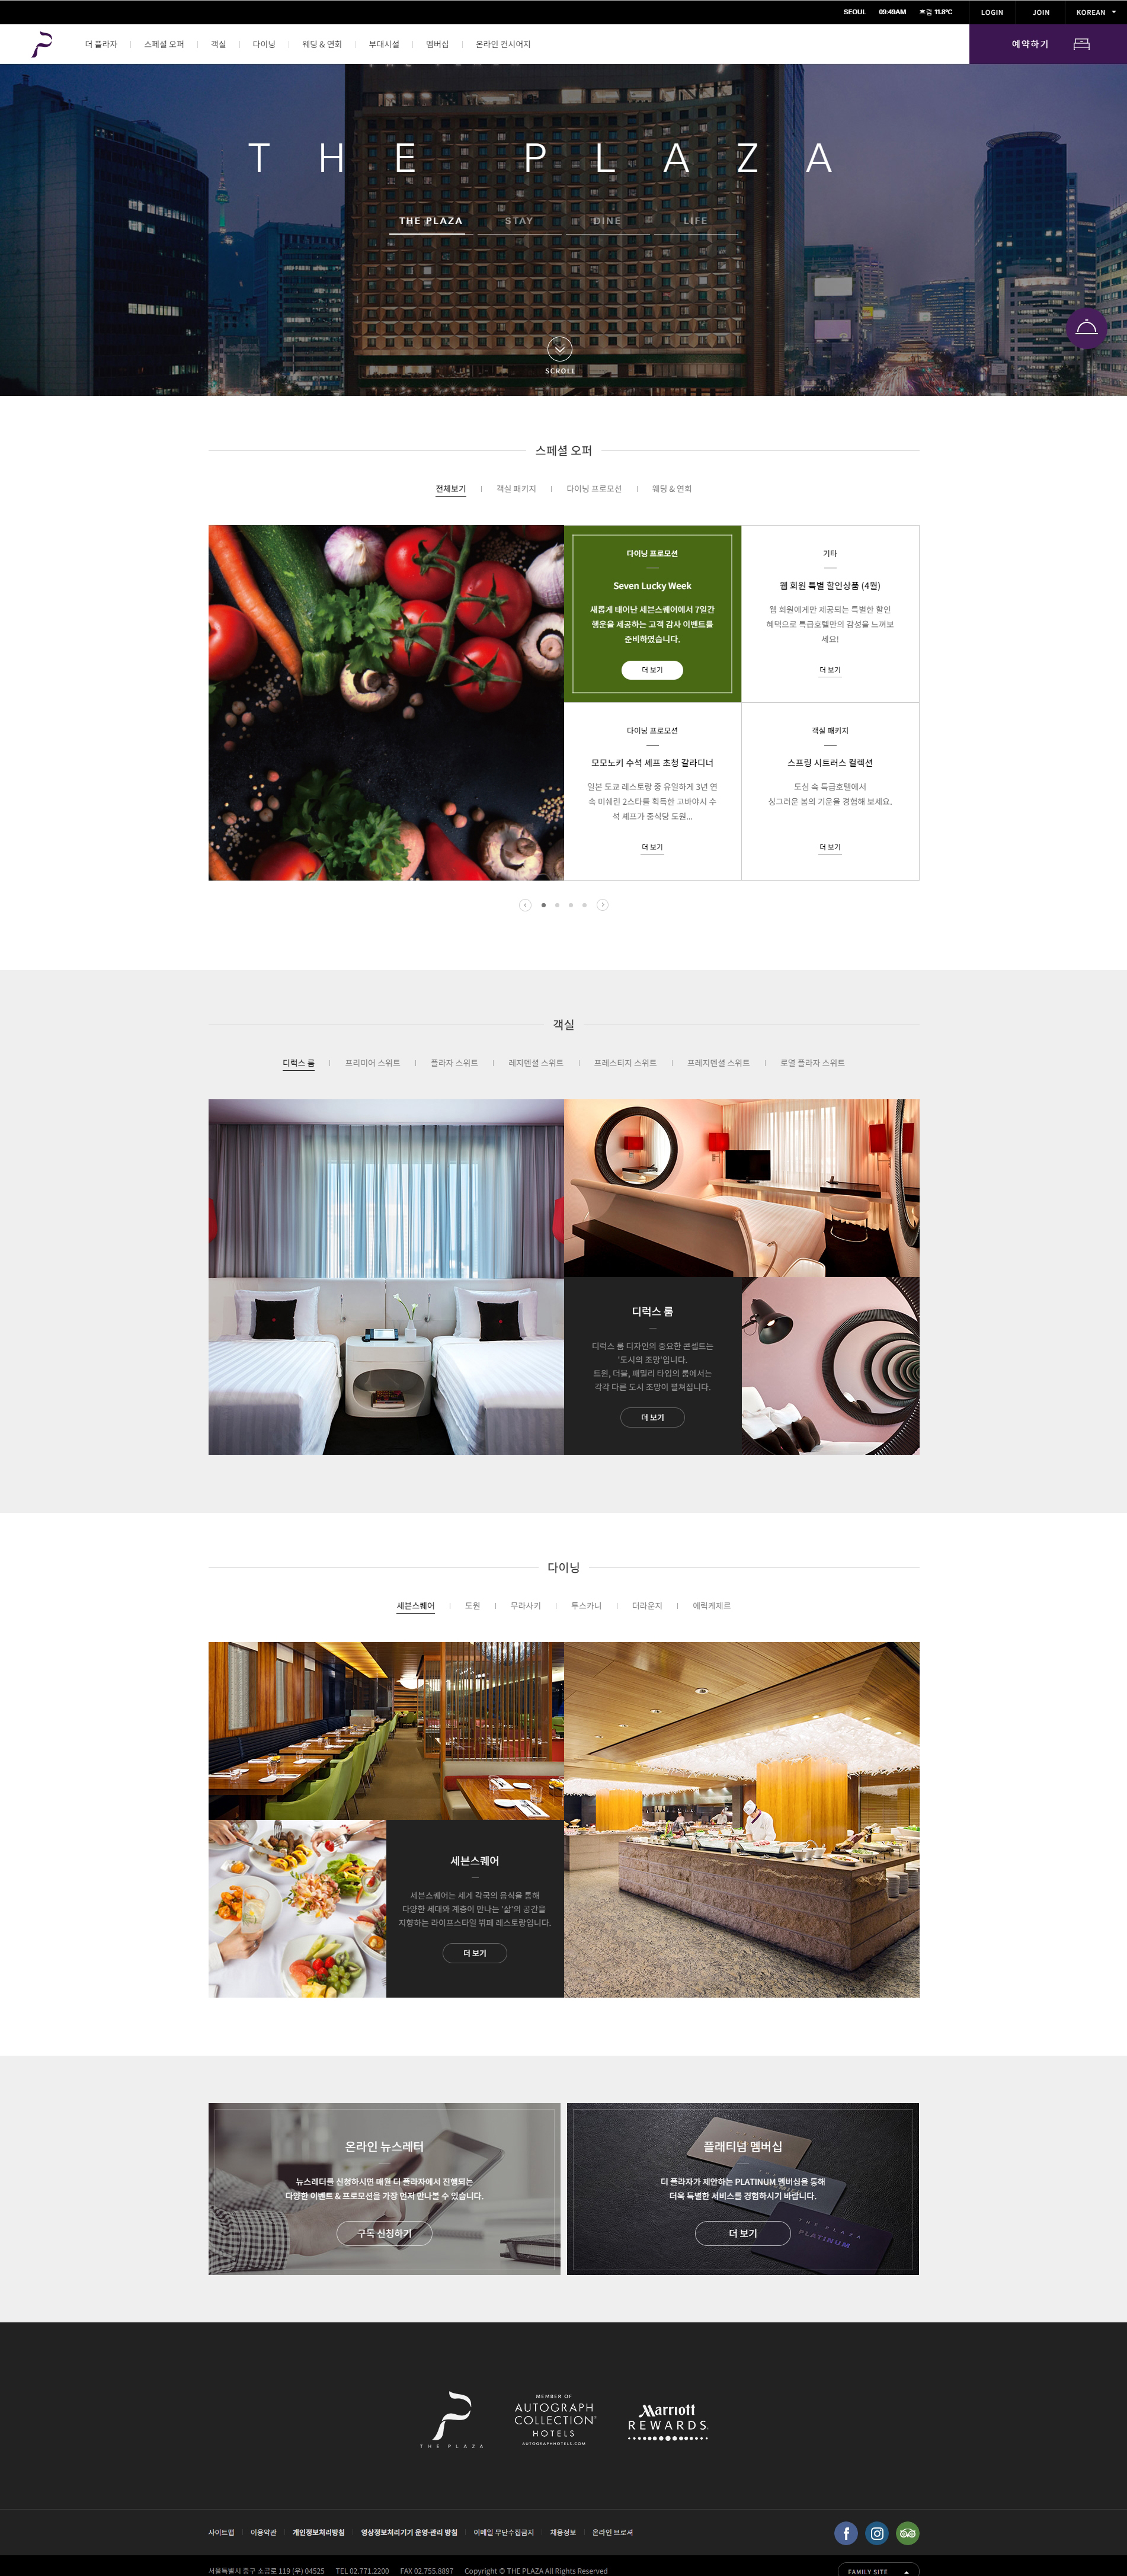 SEOUL 09:49AM 흐림 11.8℃ LOGIN JOIN KOREAN
더 플라자 스페셜 오퍼 객실 다이닝 웨딩 & 연회 부대시설 멤버십 온라인 컨시어지 예약하기
THE PLAZA
THE PLAZA STAY DINE LIFE
SCROLL
스페셜 오퍼
전체보기 객실 패키지 다이닝 프로모션 웨딩 & 연회
다이닝 프로모션
Seven Lucky Week
새롭게 태어난 세븐스퀘어에서 7일간
행운을 제공하는 고객 감사 이벤트를
준비하였습니다.
더 보기
기타
웹 회원 특별 할인상품 (4월)
웹 회원에게만 제공되는 특별한 할인
혜택으로 특급호텔만의 감성을 느껴보
세요!
더 보기
다이닝 프로모션
모모노키 수석 셰프 초청 갈라디너
일본 도쿄 레스토랑 중 유일하게 3년 연
속 미쉐린 2스타를 획득한 고바야시 수
석 셰프가 중식당 도원...
더 보기
객실 패키지
스프링 시트러스 컬렉션
도심 속 특급호텔에서
싱그러운 봄의 기운을 경험해 보세요.
더 보기
객실
디럭스 룸 프리미어 스위트 플라자 스위트 레지덴셜 스위트 프레스티지 스위트 프레지덴셜 스위트 로열 플라자 스위트
디럭스 룸
디럭스 룸 디자인의 중요한 콘셉트는
'도시의 조망'입니다.
트윈, 더블, 패밀리 타입의 룸에서는
각각 다른 도시 조망이 펼쳐집니다.
더 보기
다이닝
세븐스퀘어 도원 무라사키 투스카니 더라운지 에릭케제르
세븐스퀘어
세븐스퀘어는 세계 각국의 음식을 통해
다양한 세대와 계층이 만나는 '삶'의 공간을
지향하는 라이프스타일 뷔페 레스토랑입니다.
더 보기
온라인 뉴스레터
뉴스레터를 신청하시면 매월 더 플라자에서 진행되는
다양한 이벤트 & 프로모션을 가장 먼저 만나볼 수 있습니다.
구독 신청하기
플래티넘 멤버십
더 플라자가 제안하는 PLATINUM 멤버십을 통해
더욱 특별한 서비스를 경험하시기 바랍니다.
더 보기
THE PLAZA
PLATINUM
THE PLAZA
MEMBER OF
AUTOGRAPH
COLLECTION®
HOTELS
AUTOGRAPHHOTELS.COM
Marriott
REWARDS.
사이트맵 이용약관 개인정보처리방침 영상정보처리기기 운영·관리 방침 이메일 무단수집금지 채용정보 온라인 브로셔
서울특별시 중구 소공로 119 (우) 04525 TEL 02.771.2200 FAX 02.755.8897 Copyright © THE PLAZA All Rights Reserved
FAMILY SITE